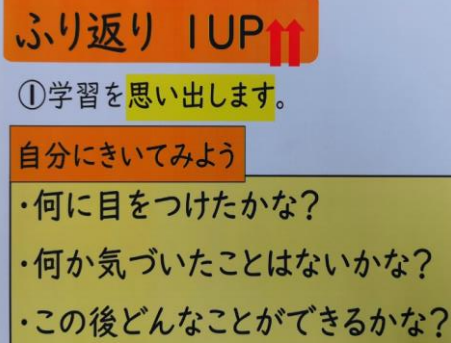 ふり返り 1UP
①学習を思い出します。
自分にきいてみよう
・何に目をつけたかな?
・何か気づいたことはないかな?
・この後どんなことができるかな?